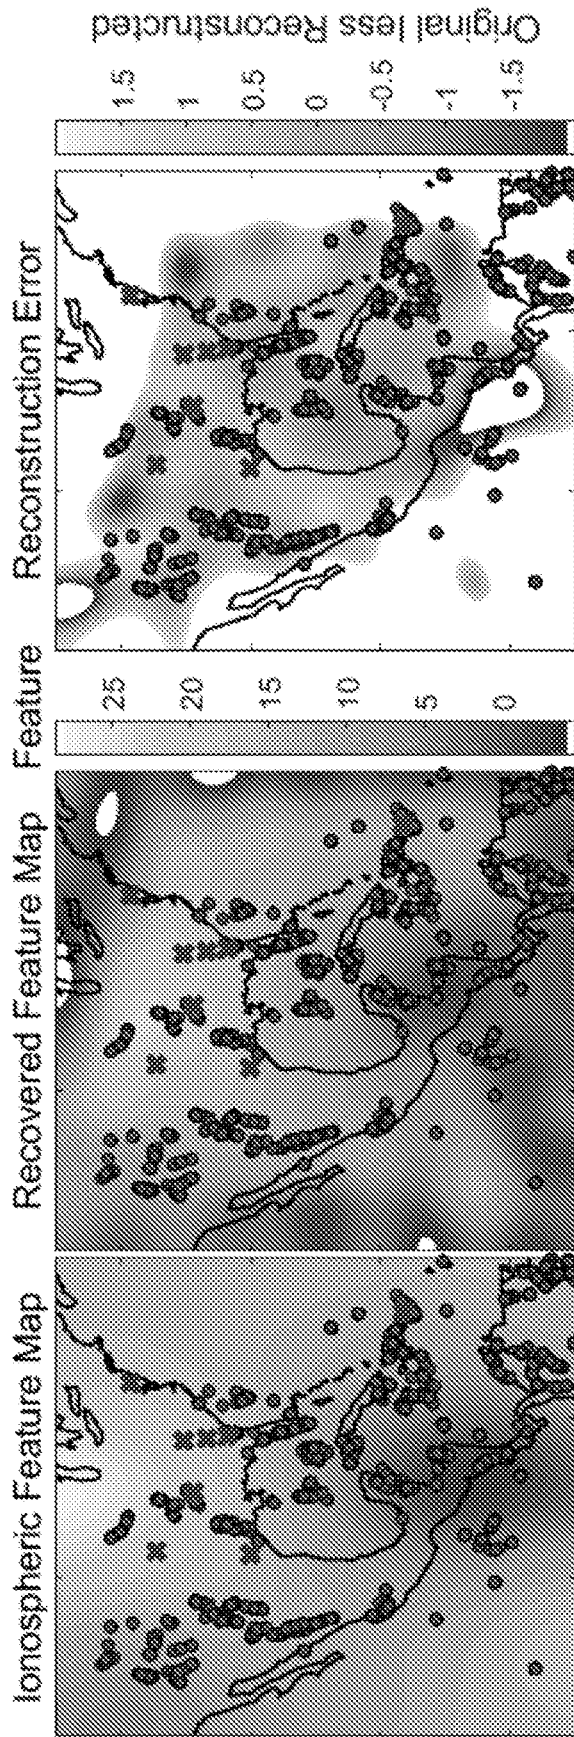 Ionospheric Feature Map
Recovered Feature Map
Feature
25
20
15
10
5
0
Reconstruction Error
1.5
1
0.5
0
-0.5
-1
-1.5
Original less Reconstructed